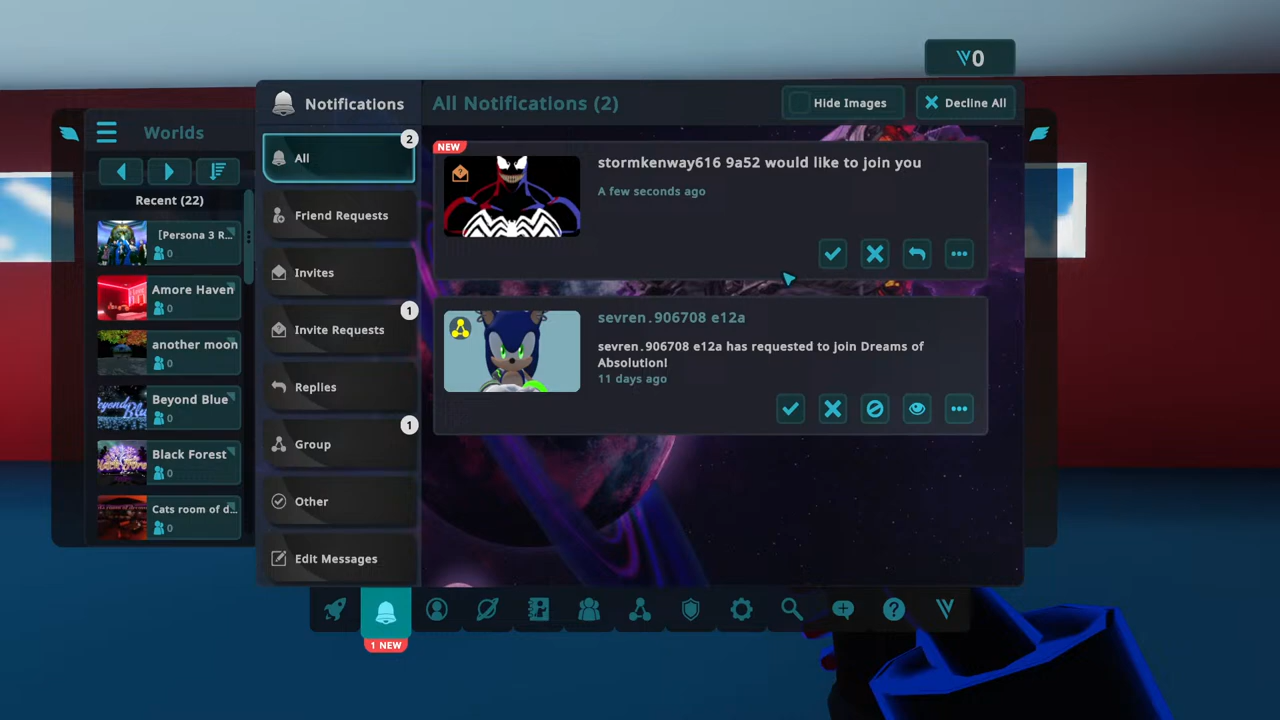 0
Notifications
All Notifications (2)
Hide Images
Decline All
Worlds
Recent (22)
[Persona 3 R...
0
Amore Haven
0
another moon
0
Beyond Blue
0
Black Forest
0
Cats room of d...
0
All
2
Friend Requests
Invites
Invite Requests
1
Replies
Group
1
Other
Edit Messages
NEW
stormkenway616 9a52 would like to join you
A few seconds ago
sevren.906708 e12a
sevren.906708 e12a has requested to join Dreams of
Absolution!
11 days ago
1 NEW